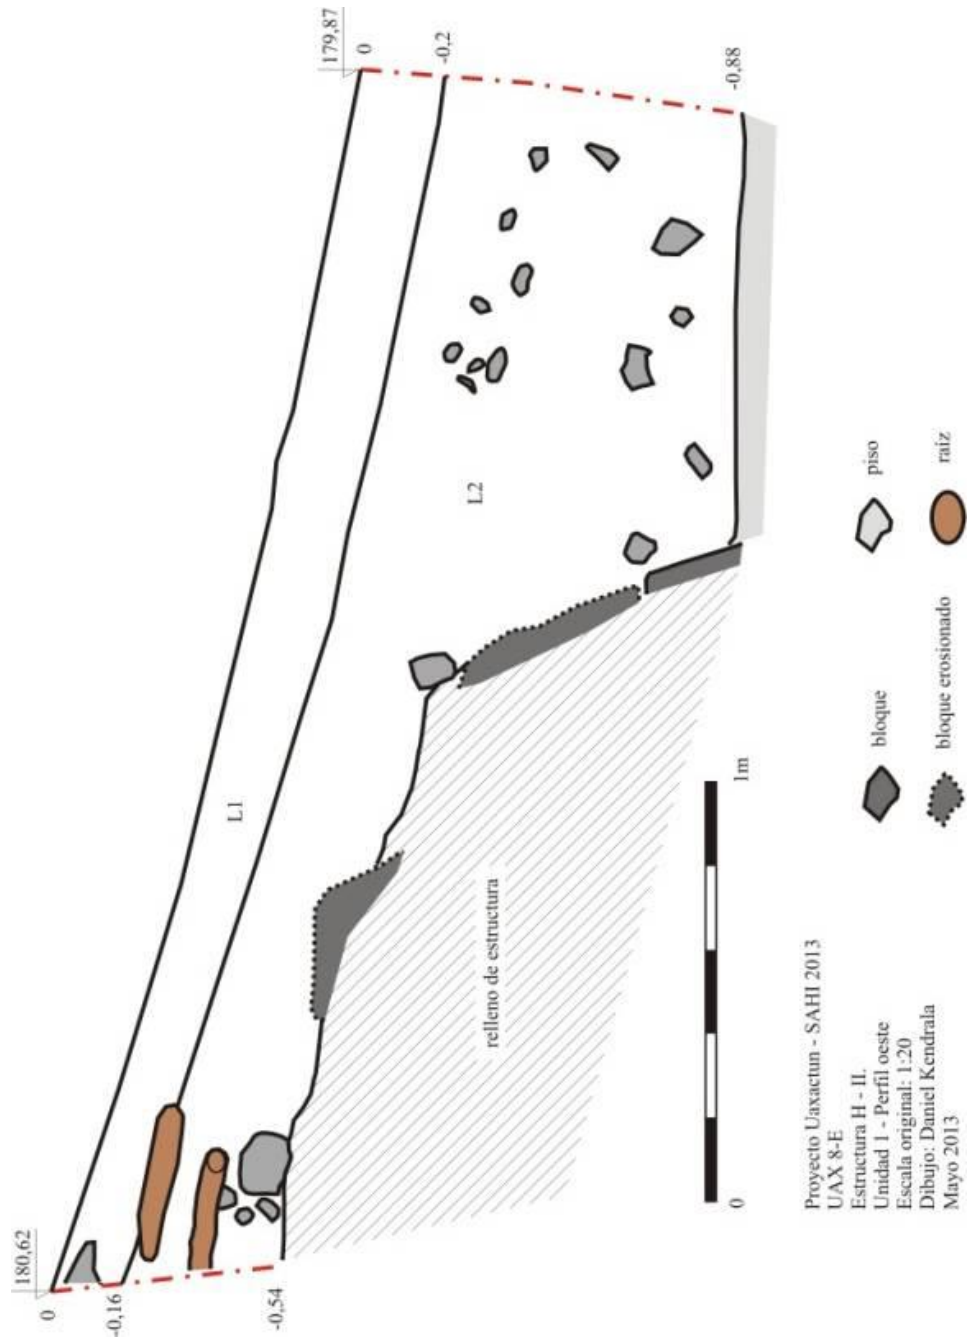 180,62
179,87
0
0
-0,16
-0,2
-0,54
-0,88
L1
L2
relleno de estructura
0
1m
Proyecto Uaxactun - SAHI 2013
UAX 8-E
Estructura H - II.
Unidad 1 - Perfil oeste
Escala original: 1:20
Dibujo: Daniel Kendrala
Mayo 2013
bloque
piso
bloque erosionado
raíz